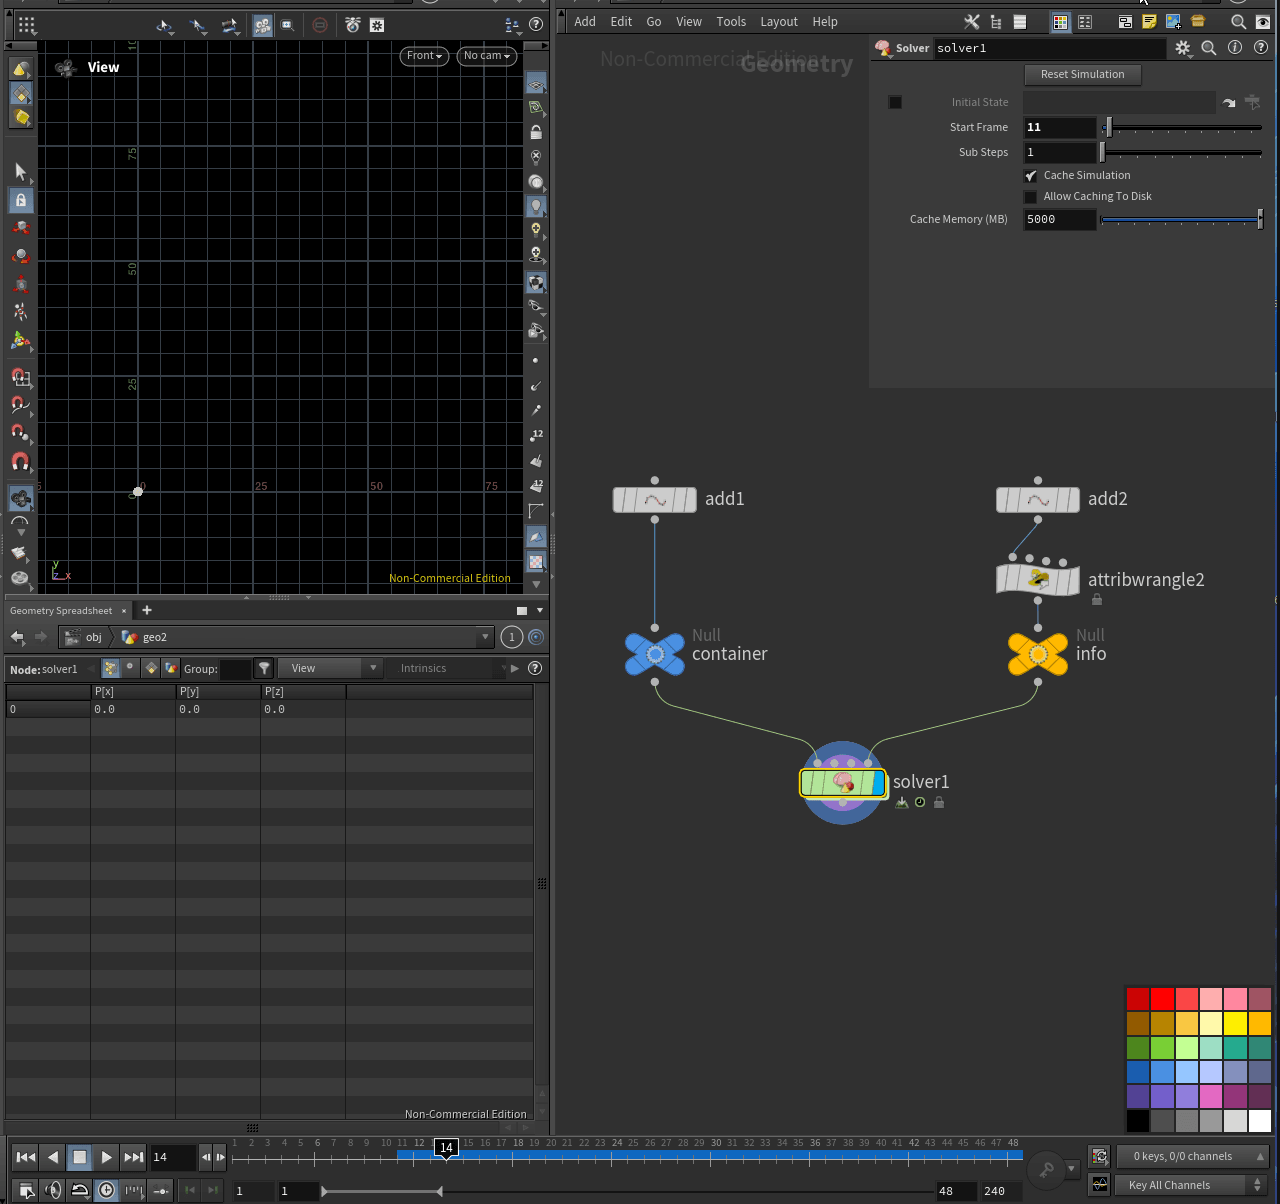 Add Edit Go View Tools Layout Help
View
Front
No cam
Non-Commercial Edition
Geometry
Solver solver1
Reset Simulation
Initial State
Start Frame 11
Sub Steps 1
Cache Simulation
Allow Caching To Disk
Cache Memory (MB) 5000
10
75
50
25
0
0 25 50 75
12
12
y
z x
Non-Commercial Edition
add1
add2
attribwrangle2
Null
container
Null
info
solver1
Geometry Spreadsheet × +
obj geo2 1
Node: solver1 Group: View Intrinsics
P[x] P[y] P[z]
0 0.0 0.0 0.0
Non-Commercial Edition
14
1 2 3 4 5 6 7 8 9 10 11 12 14 15 16 17 18 19 20 21 22 23 24 25 26 27 28 29 30 31 32 33 34 35 36 37 38 39 40 41 42 43 44 45 46 47 48
0 keys, 0/0 channels
1 1 48 240
Key All Channels